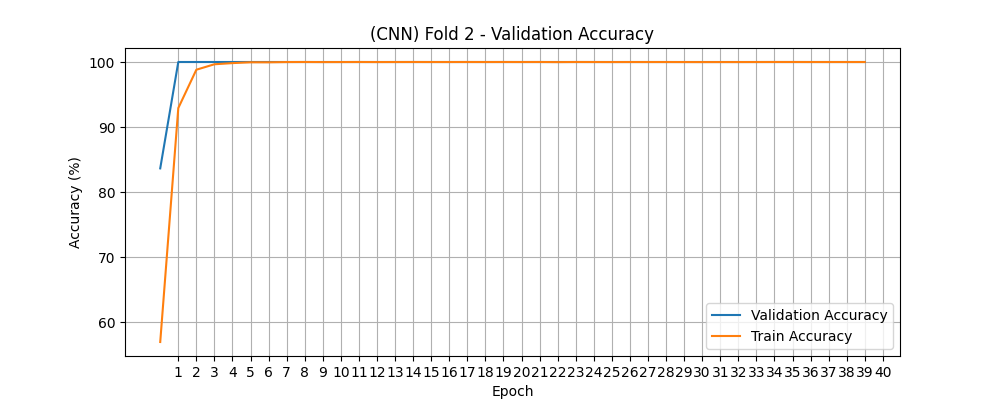 (CNN) Fold 2 - Validation Accuracy
100
90
80
70
60
Accuracy (%)
Validation Accuracy
Train Accuracy
1 2 3 4 5 6 7 8 9 10 11 12 13 14 15 16 17 18 19 20 21 22 23 24 25 26 27 28 29 30 31 32 33 34 35 36 37 38 39 40
Epoch